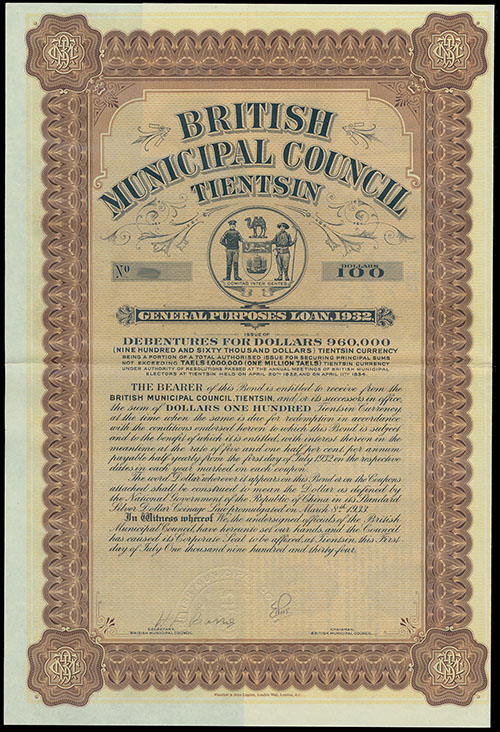 BRITISH
MUNICIPAL COUNCIL
TIENTSIN
No
DOLLARS
100
COMITAS INTER GENTES
GENERAL PURPOSES LOAN, 1932
ISSUE OF
DEBENTURES FOR DOLLARS 960,000
(NINE HUNDRED AND SIXTY THOUSAND DOLLARS) TIENTSIN CURRENCY
BEING A PORTION OF A TOTAL AUTHORISED ISSUE FOR SECURING PRINCIPAL SUMS
NOT EXCEEDING TAELS 1,000,000 (ONE MILLION TAELS) TIENTSIN CURRENCY
UNDER AUTHORITY OF RESOLUTIONS PASSED AT THE ANNUAL MEETINGS OF BRITISH MUNICIPAL
ELECTORS AT TIENTSIN HELD ON APRIL 20TH 1932, AND ON APRIL 11TH 1934.
THE BEARER of this Bond is entitled to receive from the
BRITISH MUNICIPAL COUNCIL, TIENTSIN, and, or its successors in office,
the sum of DOLLARS ONE HUNDRED Tientsin Currency
at the time when the same is due for redemption in accordance
with the conditions endorsed hereon to which this Bond is subject
and to the benefit of which it is entitled, with interest thereon in the
meantime at the rate of five and one half per cent. per annum
payable half-yearly from the first day of July 1932 on the respective
dates in each year marked on each coupon.
The word Dollar wherever it appears on this Bond or on the Coupons
attached shall be construed to mean the Dollar as defined by
the National Government of the Republic of China in its Standard
Silver Dollar Coinage Law promulgated on March 8th 1933.
In Witness whereof We, the undersigned officials of the British
Municipal Council, have hereunto set our hands, and the Council
has caused its Corporate Seal to be affixed, at Tientsin, this First
day of July One thousand nine hundred and thirty four.
SECRETARY,
BRITISH MUNICIPAL COUNCIL.
CHAIRMAN,
BRITISH MUNICIPAL COUNCIL.
Waterlow & Sons Limited, London Wall, London, E.C.